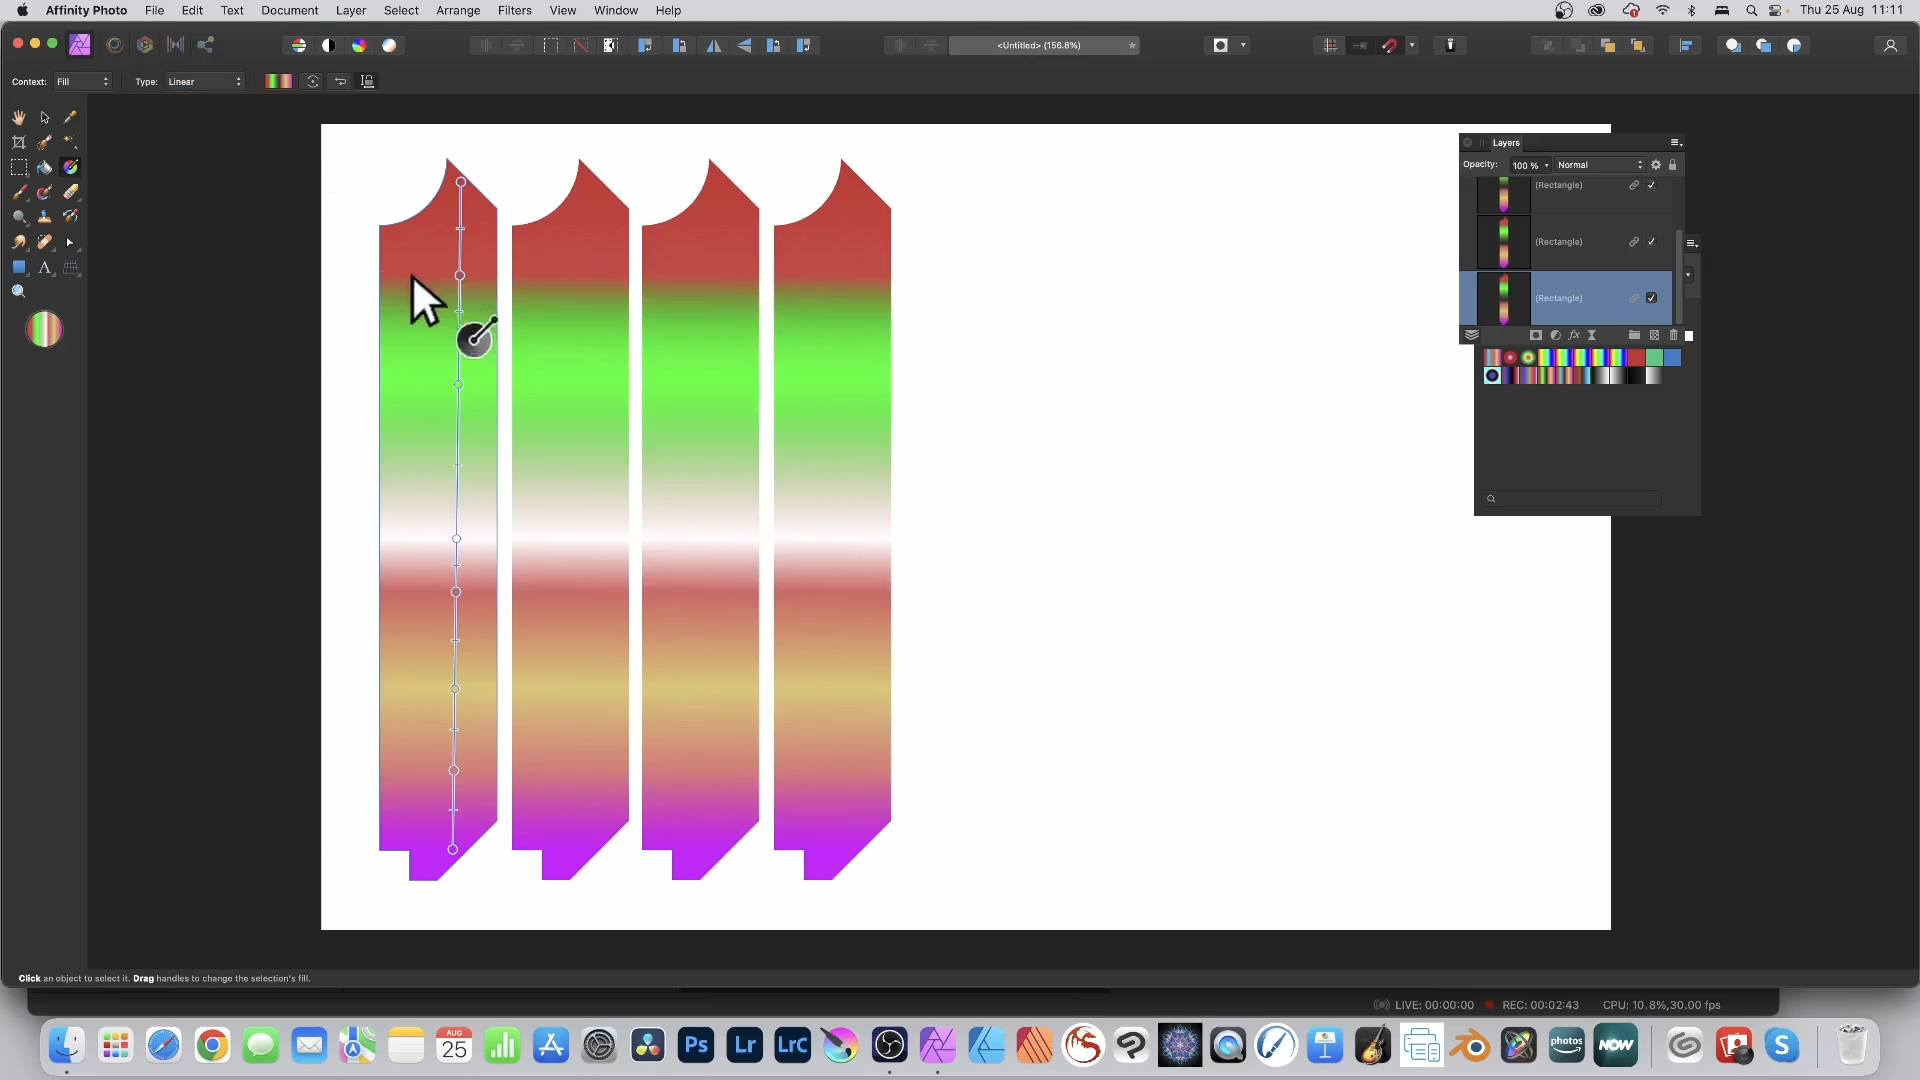 Affinity Photo File Edit Text Document Layer Select Arrange Filters View Window Help Thu 25 Aug 11:11
<Untitled> (156.8%)
Context: Fill Type: Linear
Layers
Opacity: 100 % Normal
(Rectangle)
(Rectangle)
(Rectangle)
A
Click an object to select it. Drag handles to change the selection's fill.
LIVE: 00:00:00 REC: 00:02:43 CPU: 10.8%,30.00 fps
AUG
25
Ps Lr LrC photos NOW S